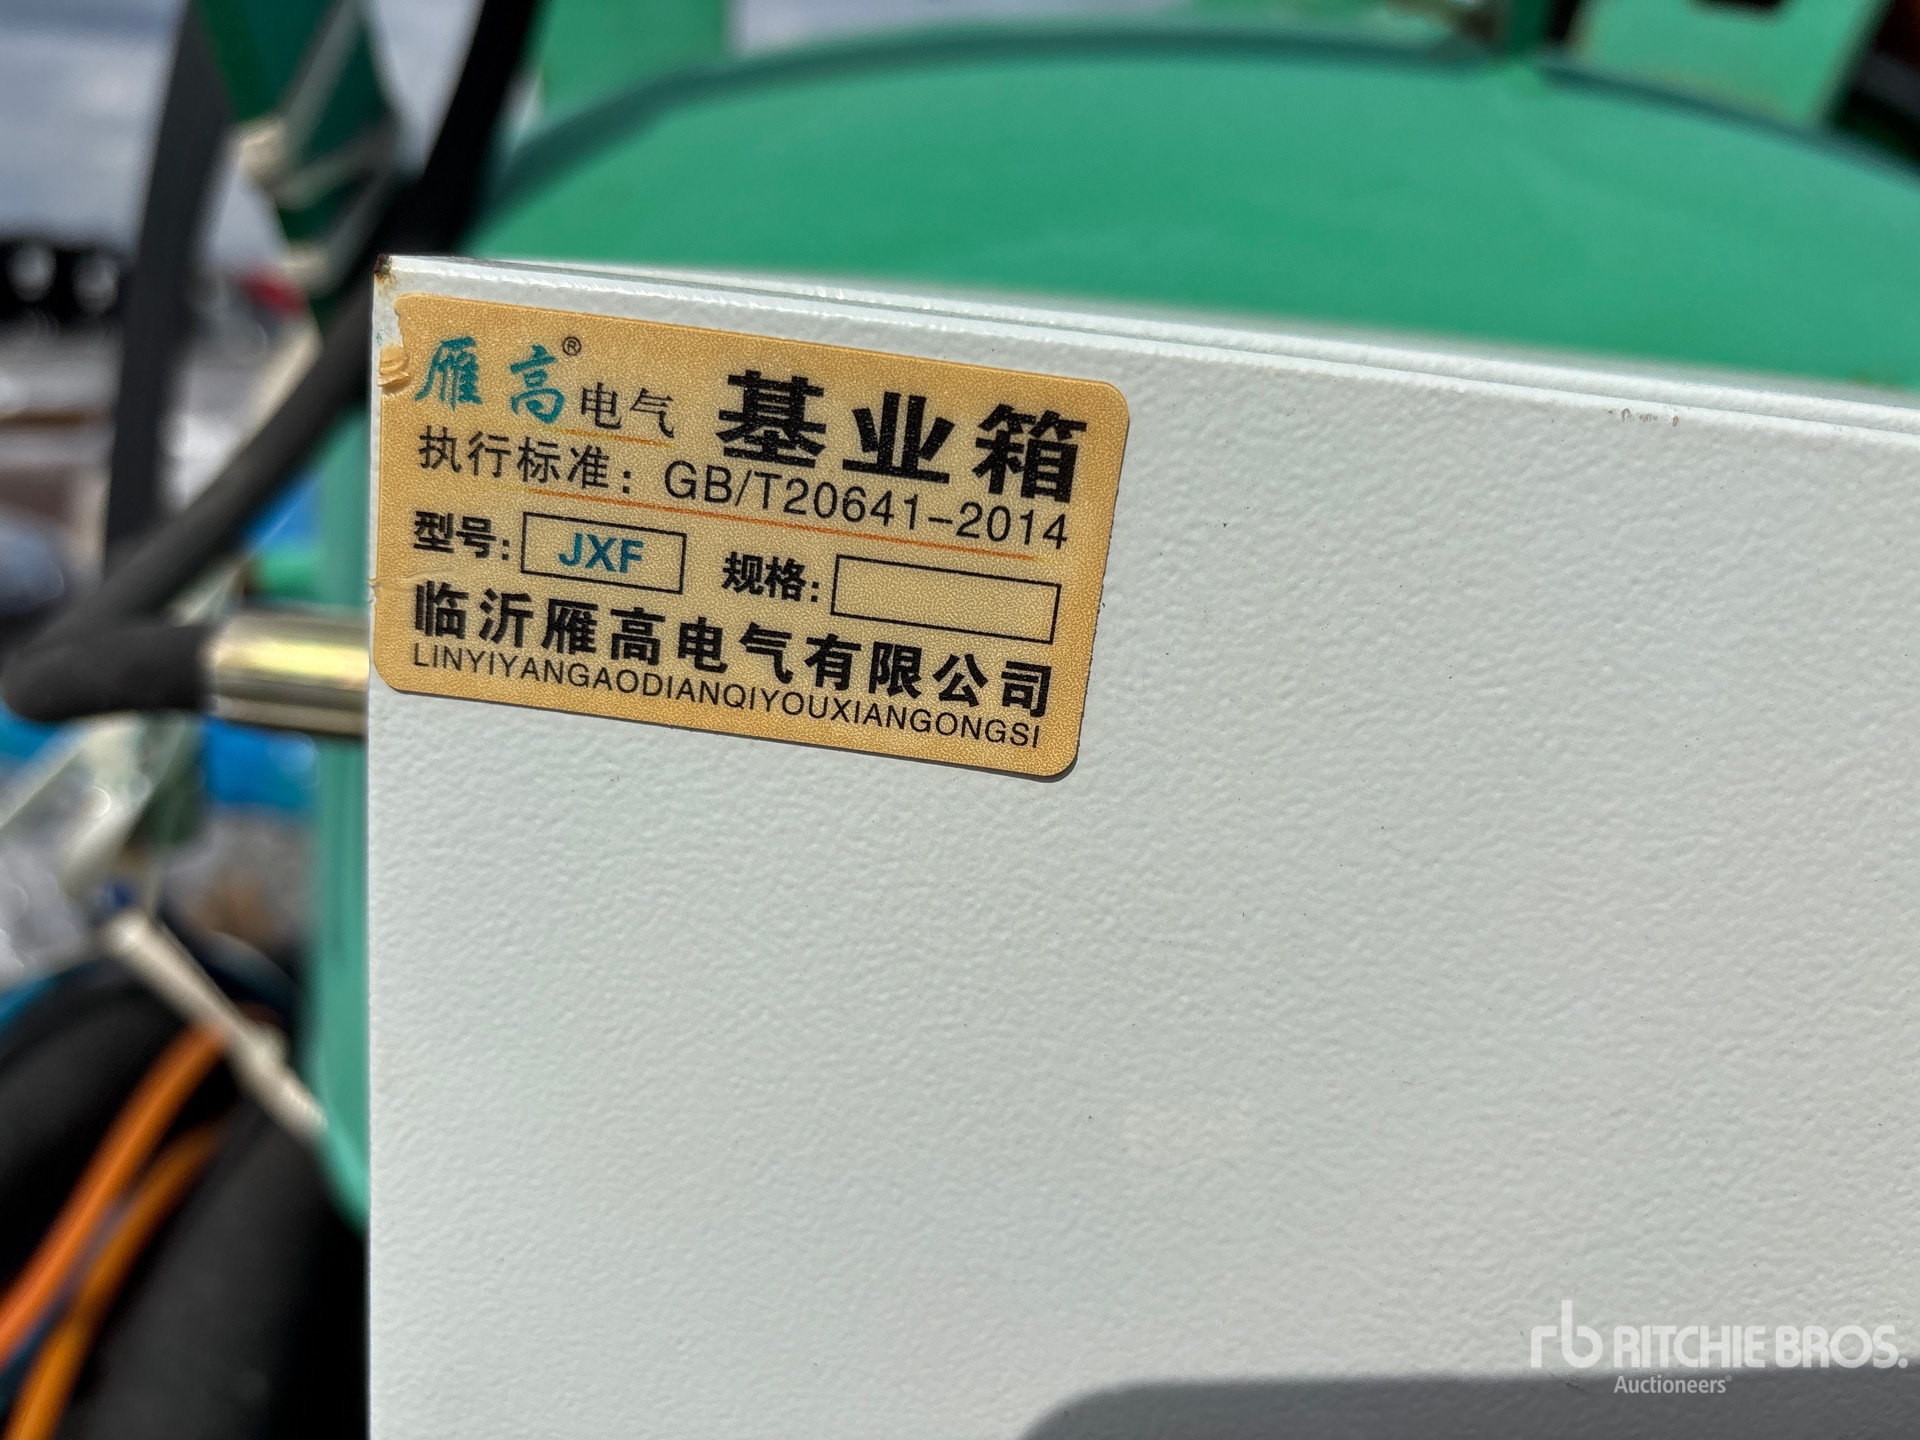 雁高®电气 基业箱
执行标准：GB/T20641-2014
型号：JXF 规格：
临沂雁高电气有限公司
LINYIYANGAODIANQIYOUXIANGONGSI
rb RITCHIE BROS.
Auctioneers